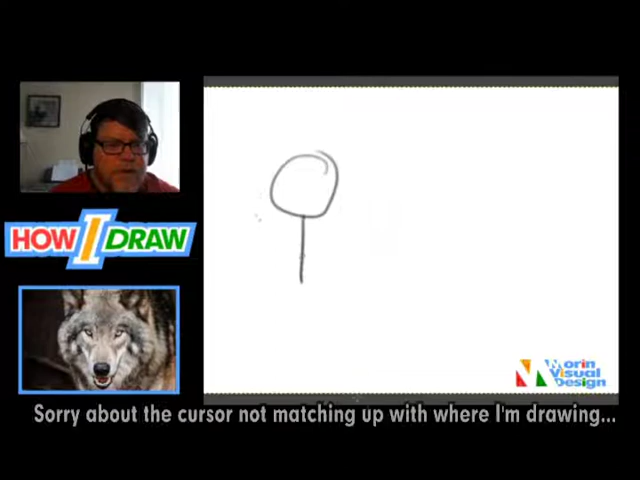 HOW I DRAW
Morin
Visual
Design
Sorry about the cursor not matching up with where I'm drawing...